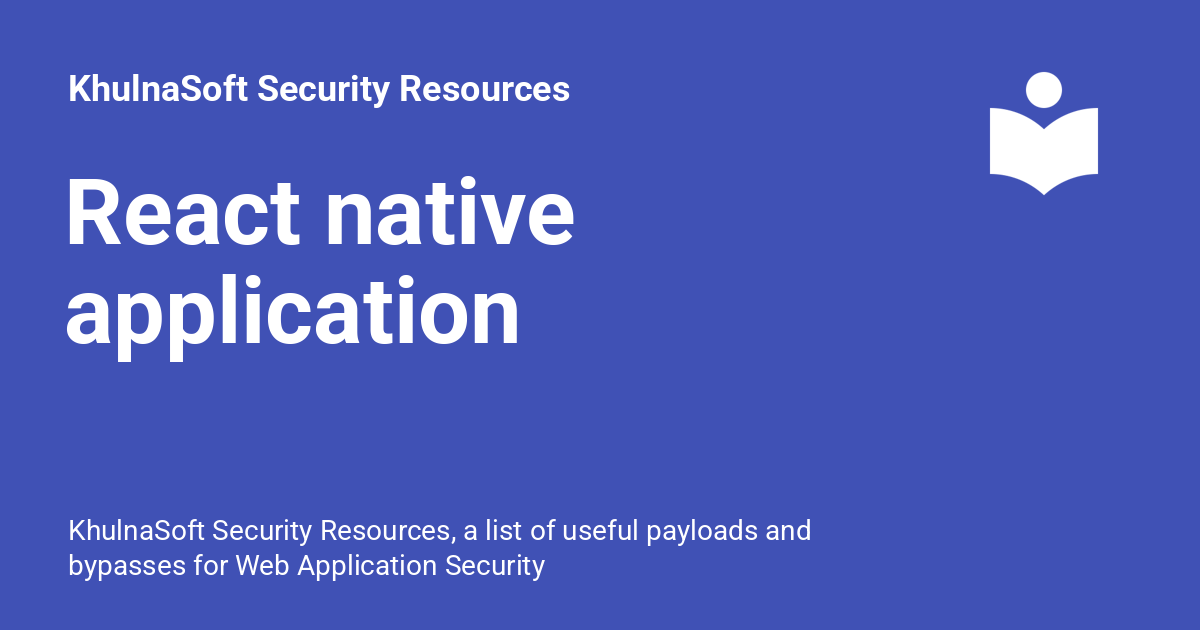 KhulnaSoft Security Resources
React native
application
KhulnaSoft Security Resources, a list of useful payloads and
bypasses for Web Application Security